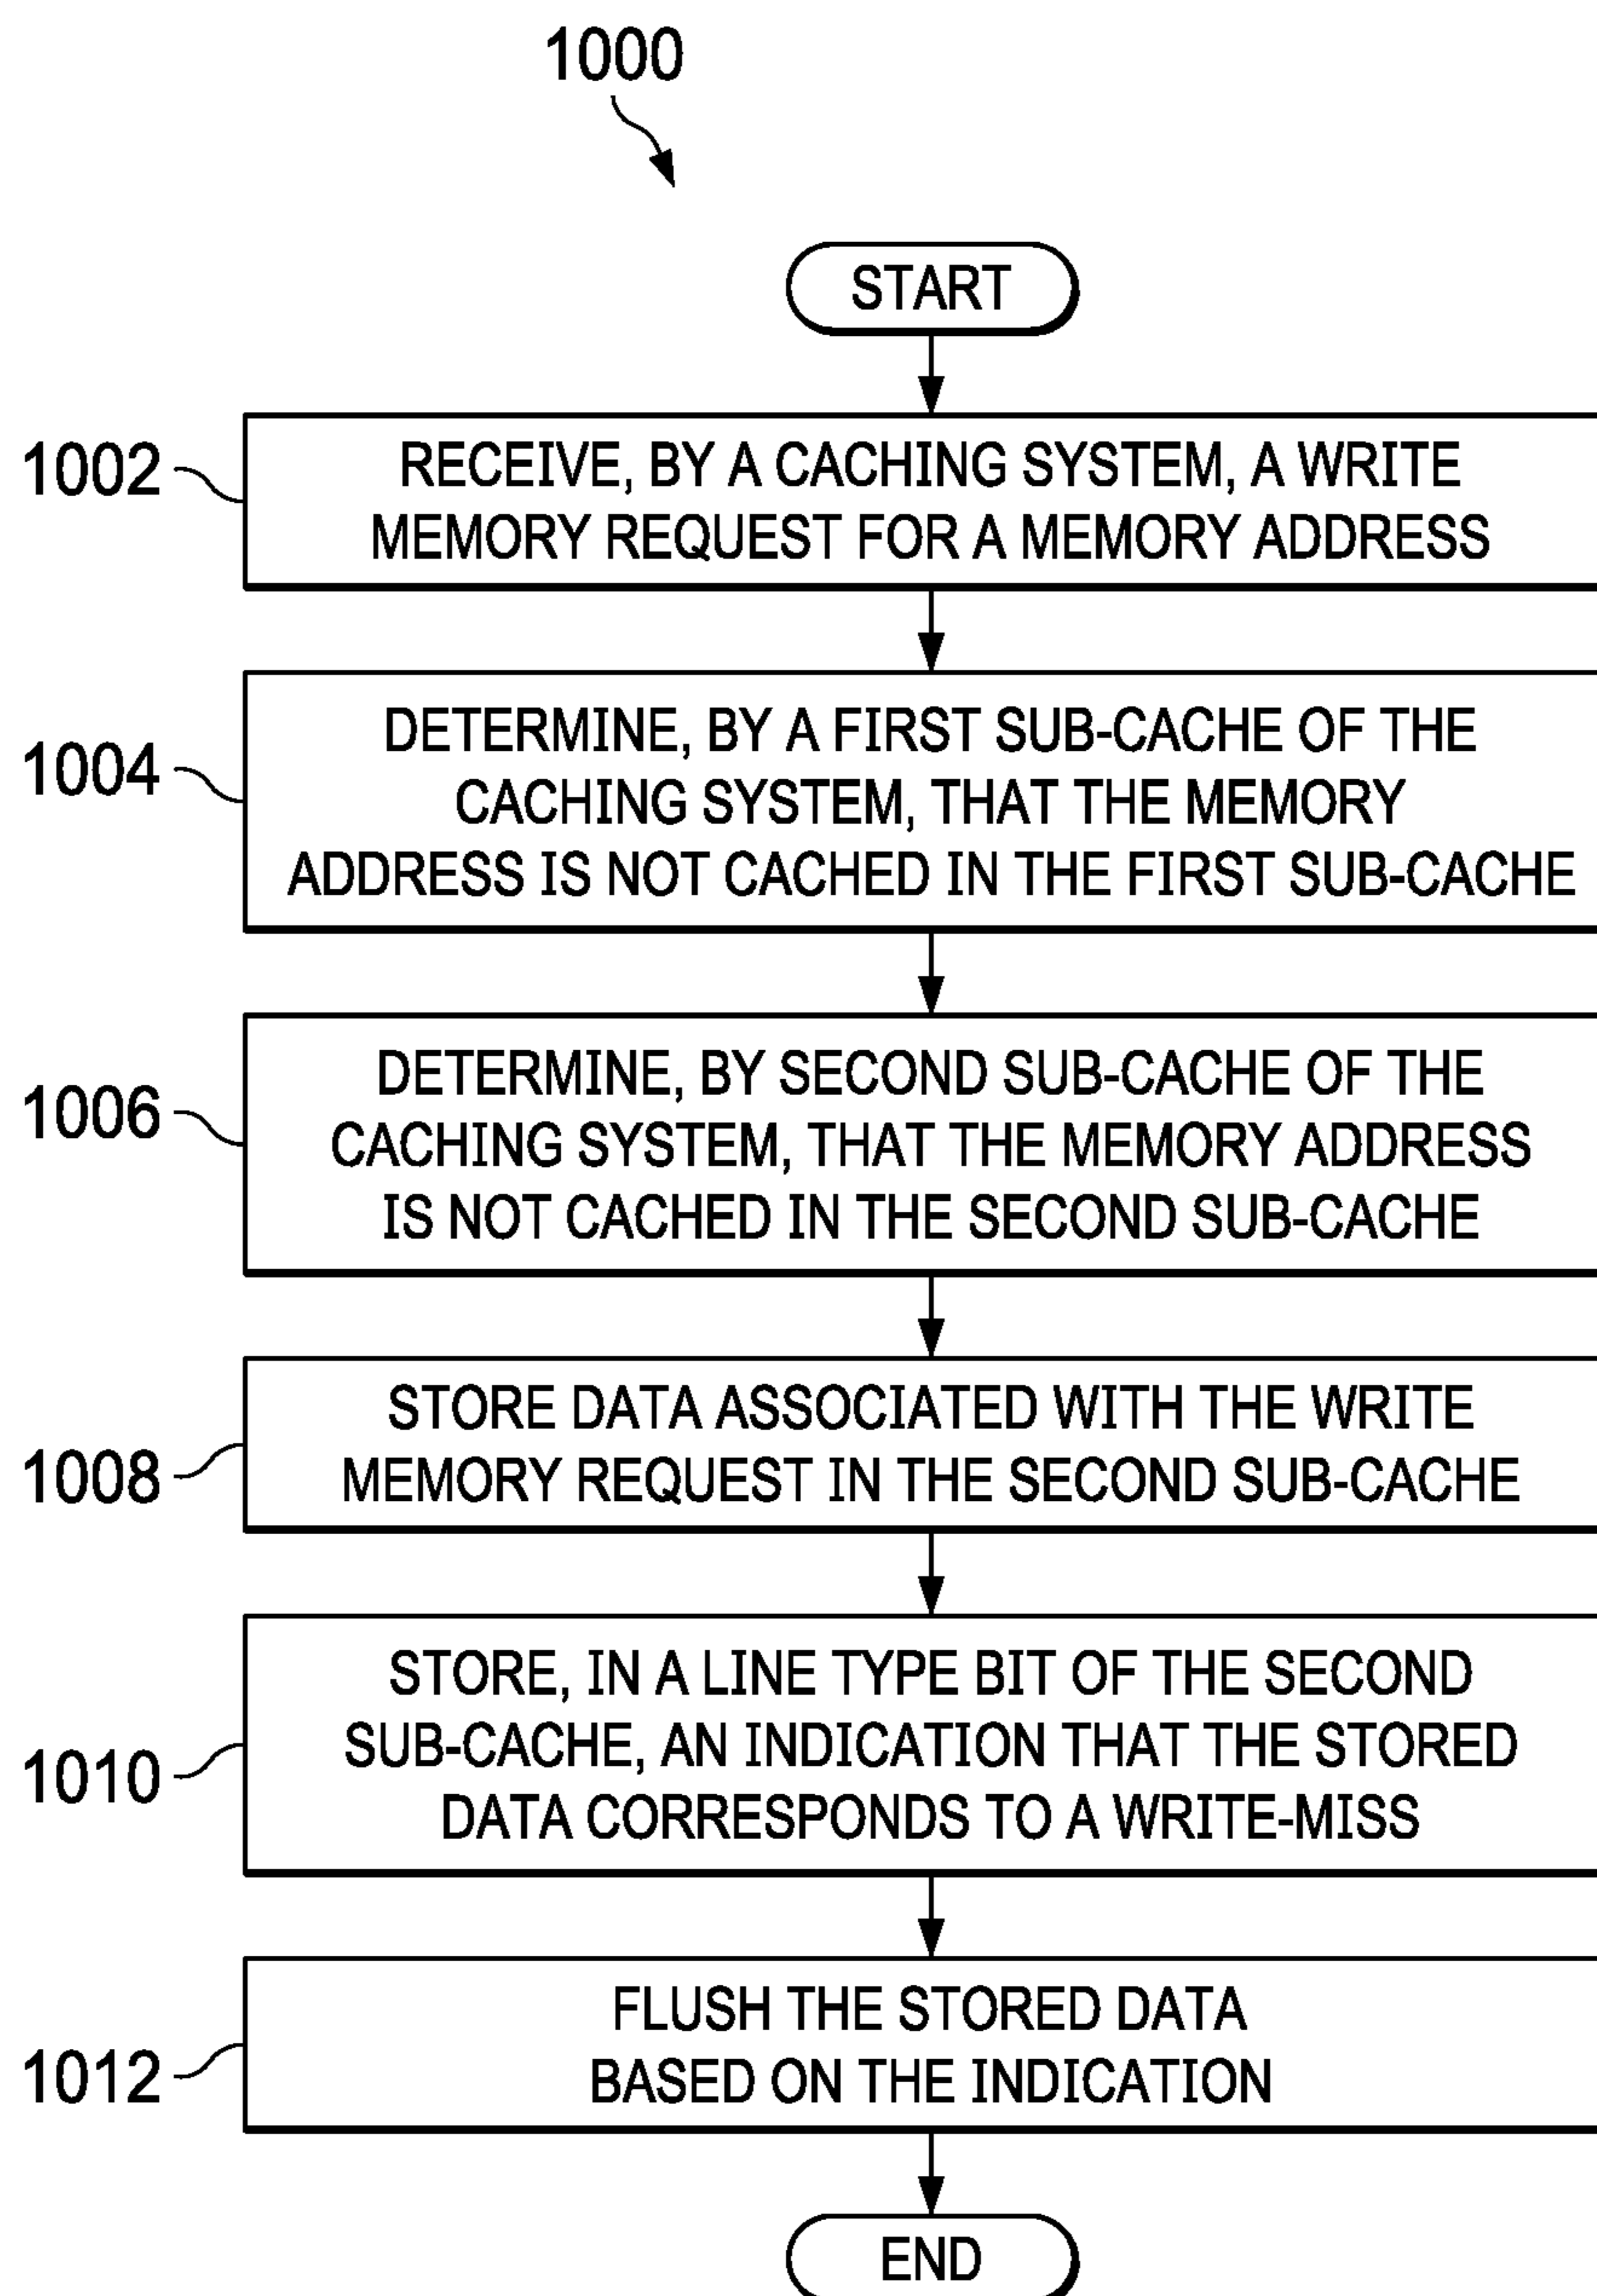 1000
START
1002
RECEIVE, BY A CACHING SYSTEM, A WRITE
MEMORY REQUEST FOR A MEMORY ADDRESS
1004
DETERMINE, BY A FIRST SUB-CACHE OF THE
CACHING SYSTEM, THAT THE MEMORY
ADDRESS IS NOT CACHED IN THE FIRST SUB-CACHE
1006
DETERMINE, BY SECOND SUB-CACHE OF THE
CACHING SYSTEM, THAT THE MEMORY ADDRESS
IS NOT CACHED IN THE SECOND SUB-CACHE
1008
STORE DATA ASSOCIATED WITH THE WRITE
MEMORY REQUEST IN THE SECOND SUB-CACHE
1010
STORE, IN A LINE TYPE BIT OF THE SECOND
SUB-CACHE, AN INDICATION THAT THE STORED
DATA CORRESPONDS TO A WRITE-MISS
1012
FLUSH THE STORED DATA
BASED ON THE INDICATION
END